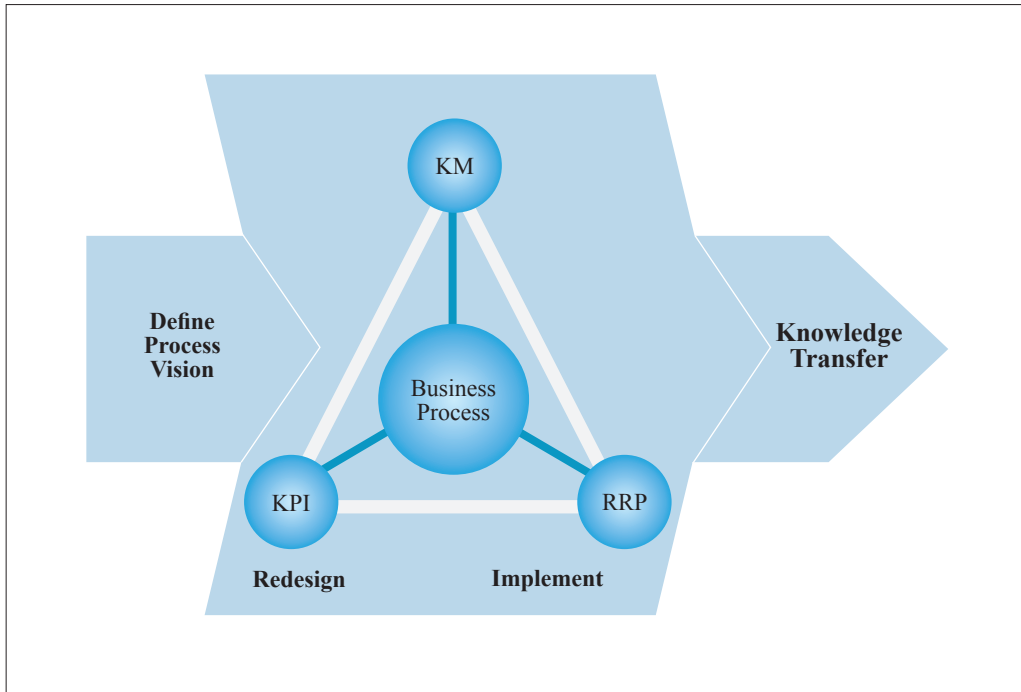 KM
Define
Process
Vision
Business
Process
Knowledge
Transfer
KPI
RRP
Redesign
Implement